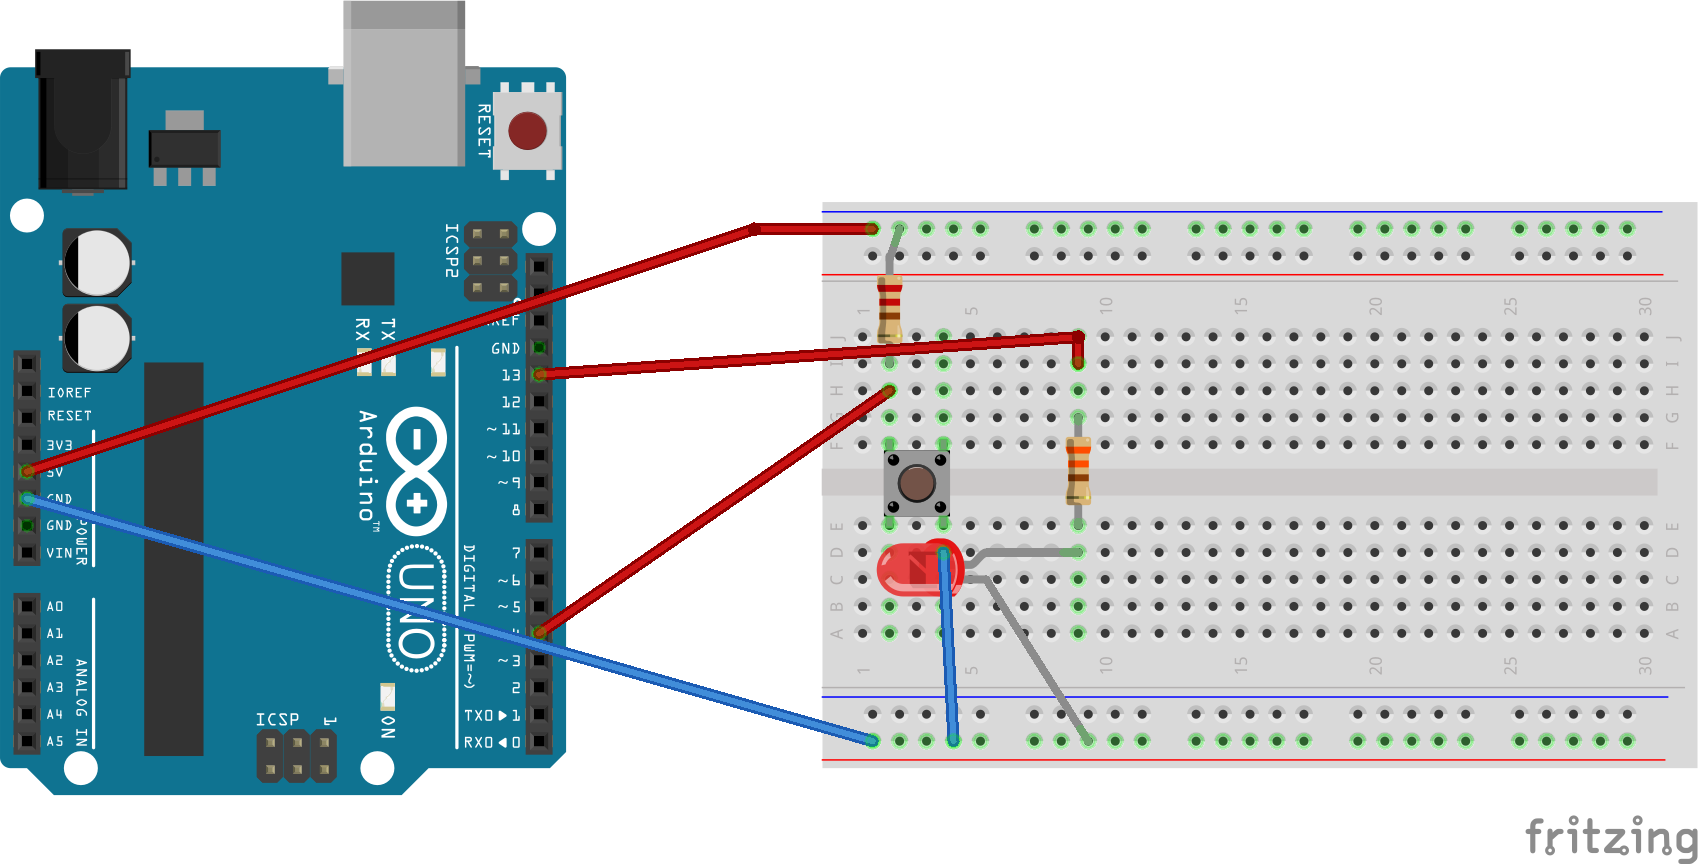 RESET
ICSP2
AREF
GND
13
12
~11
~10
~9
8
7
~6
~5
4
~3
2
TX0▶1
RX0◀0
RX
TX
Arduino™
UNO
DIGITAL (PWM=~)
IOREF
RESET
3V3
5V
GND
GND
VIN
POWER
A0
A1
A2
A3
A4
A5
ANALOG IN
ICSP
1
ON
1 5 10 15 20 25 30
J J
I I
H H
G G
F F
E E
D D
C C
B B
A A
1 5 10 15 20 25 30
fritzing